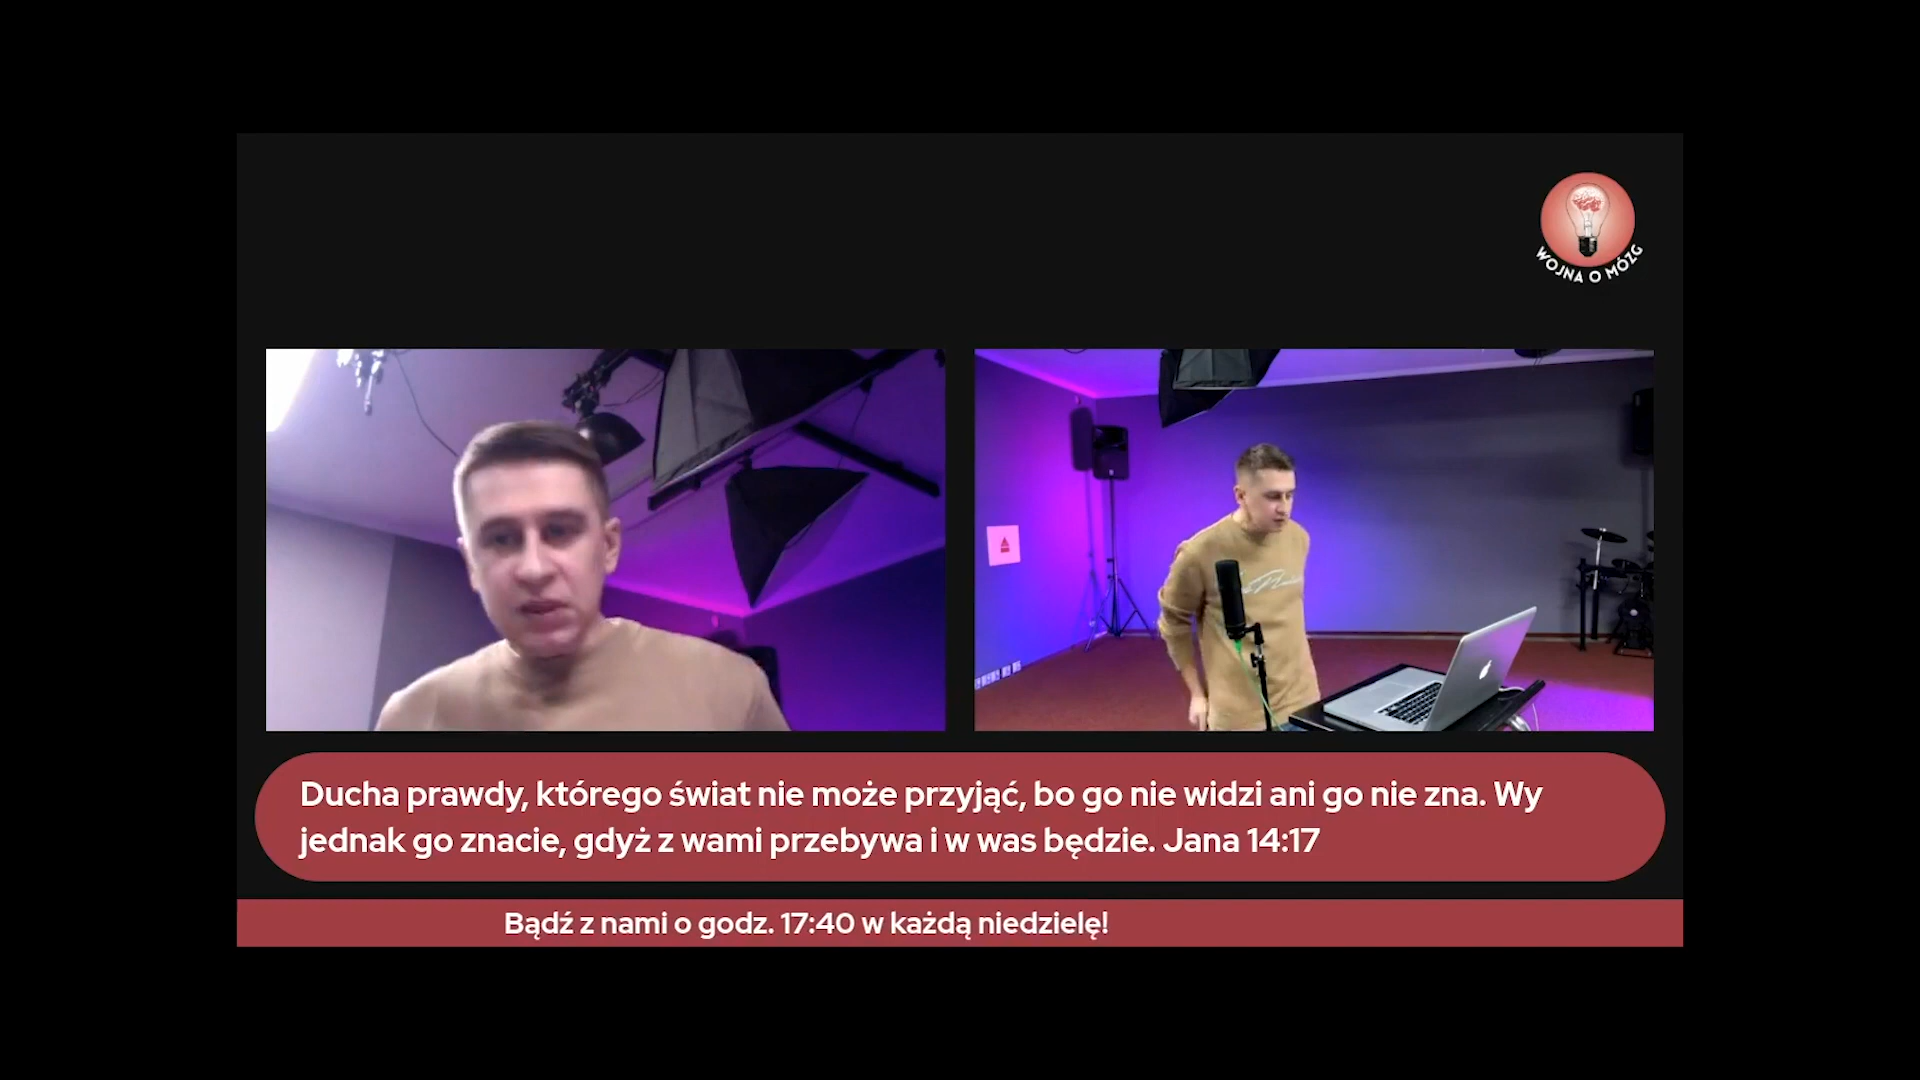 WOJNA O MÓZG
Ducha prawdy, którego świat nie może przyjąć, bo go nie widzi ani go nie zna. Wy
jednak go znacie, gdyż z wami przebywa i w was będzie. Jana 14:17
Bądź z nami o godz. 17:40 w każdą niedzielę!